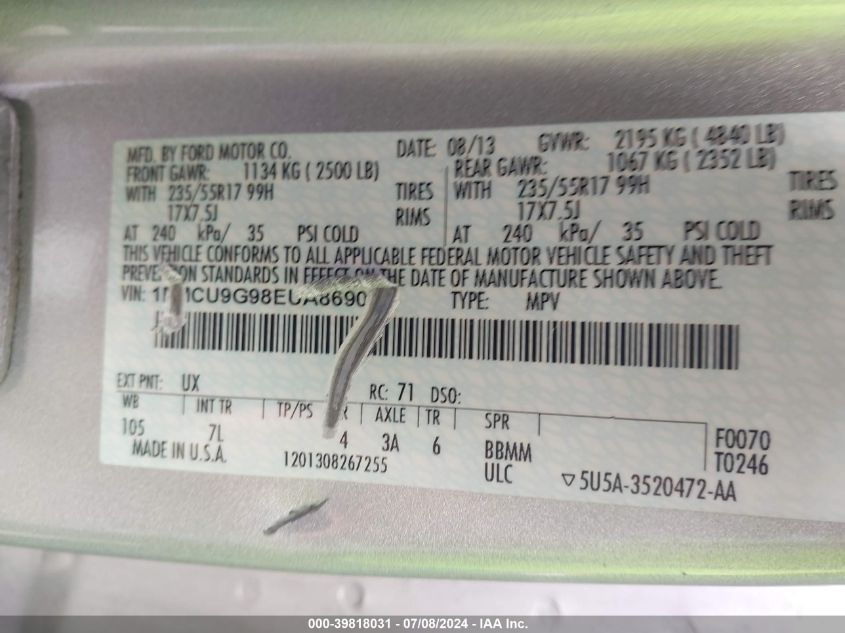 MFD. BY FORD MOTOR CO. DATE: 08/13 GVWR: 2195 KG ( 4840 LB)
FRONT GAWR: 1134 KG ( 2500 LB) REAR GAWR: 1067 KG ( 2352 LB)
WITH 235/55R17 99H TIRES WITH 235/55R17 99H TIRES
17X7.5J RIMS 17X7.5J RIMS
AT 240 kPa/ 35 PSI COLD AT 240 kPa/ 35 PSI COLD
THIS VEHICLE CONFORMS TO ALL APPLICABLE FEDERAL MOTOR VEHICLE SAFETY AND THEFT
PREVENTION STANDARDS IN EFFECT ON THE DATE OF MANUFACTURE SHOWN ABOVE.
VIN: TYPE: MPV
7
EXT PNT: UX RC: 71 DSO:
WB INT TR TP/PS R AXLE TR SPR
105 7L 4 3A 6 BBMM F0070
MADE IN U.S.A. 1201308267255 ULC T0246
▽5U5A-3520472-AA
000-39818031 - 07/08/2024 - IAA Inc.